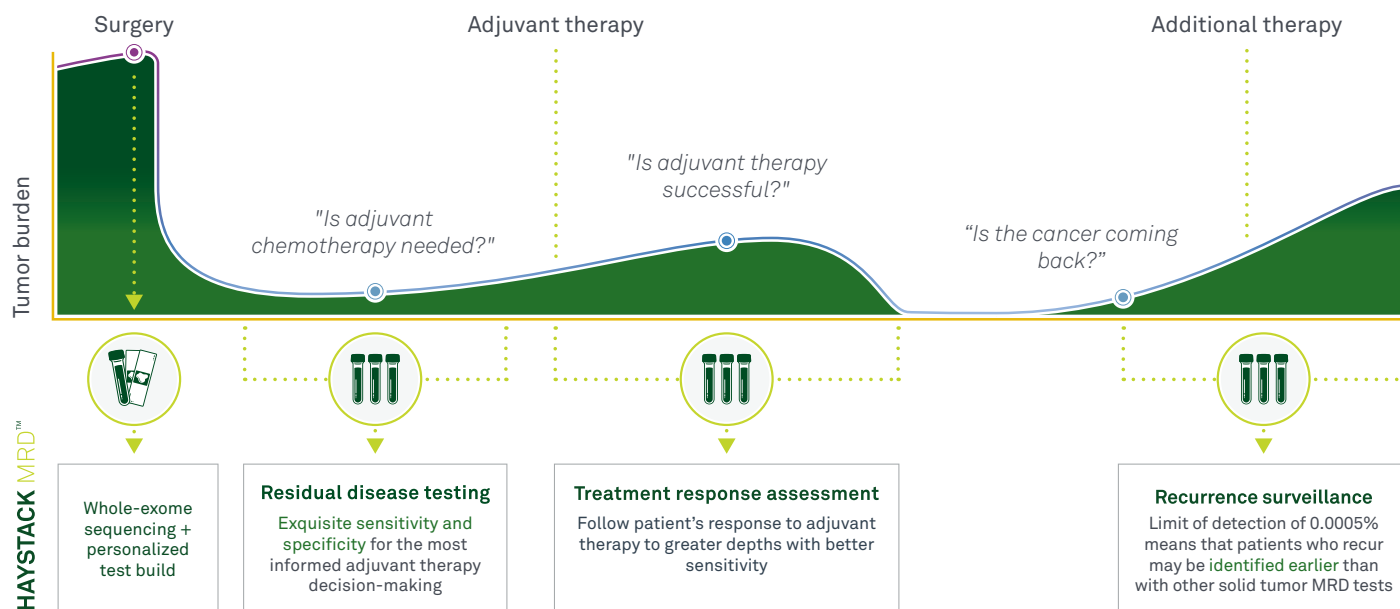 Surgery
Adjuvant therapy
Additional therapy
Tumor burden
"Is adjuvant
chemotherapy needed?"
"Is adjuvant therapy
successful?"
“Is the cancer coming
back?”
HAYSTACK MRD™
Whole-exome
sequencing +
personalized
test build
Residual disease testing
Exquisite sensitivity and
specificity for the most
informed adjuvant therapy
decision-making
Treatment response assessment
Follow patient’s response to adjuvant
therapy to greater depths with better
sensitivity
Recurrence surveillance
Limit of detection of 0.0005%
means that patients who recur
may be identified earlier than
with other solid tumor MRD tests